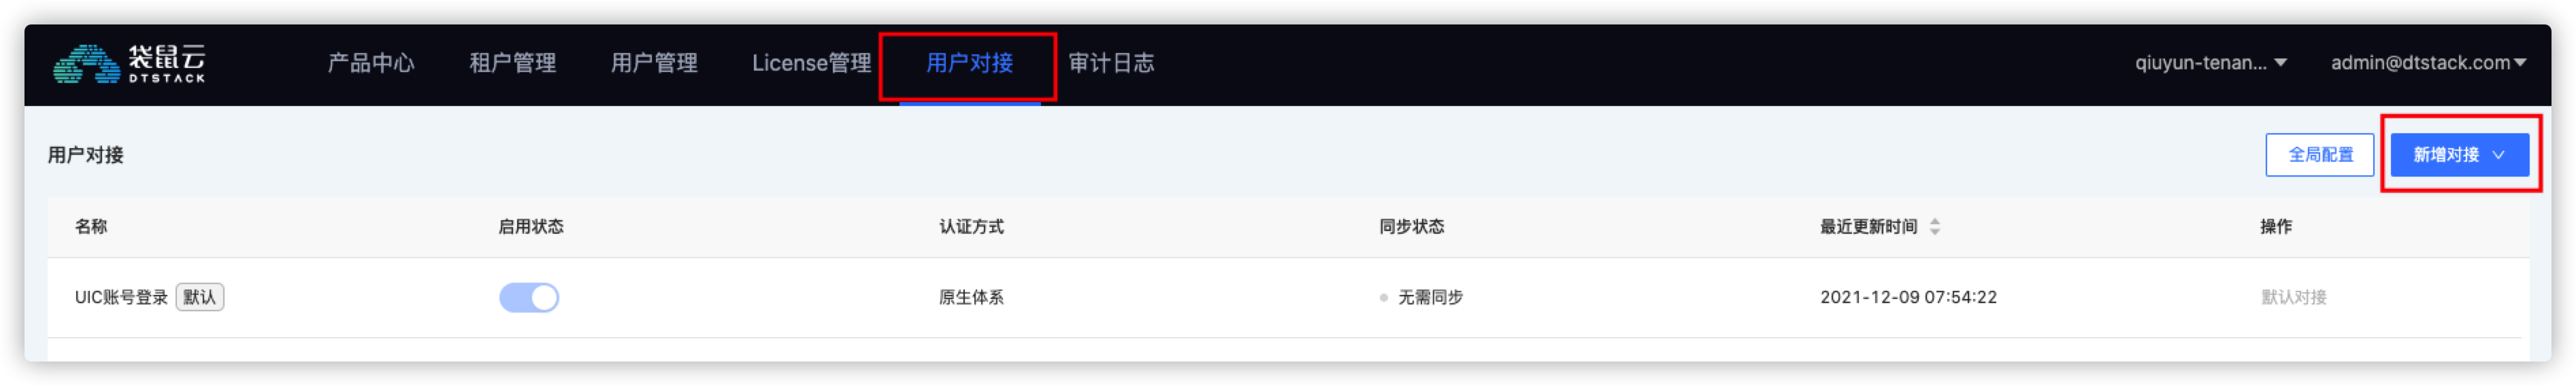 袋鼠云 DTSTACK 产品中心 租户管理 用户管理 License管理 用户对接 审计日志 qiuyun-tenan... admin@dtstack.com
用户对接 全局配置 新增对接
名称 启用状态 认证方式 同步状态 最近更新时间 操作
UIC账号登录 默认 原生体系 无需同步 2021-12-09 07:54:22 默认对接